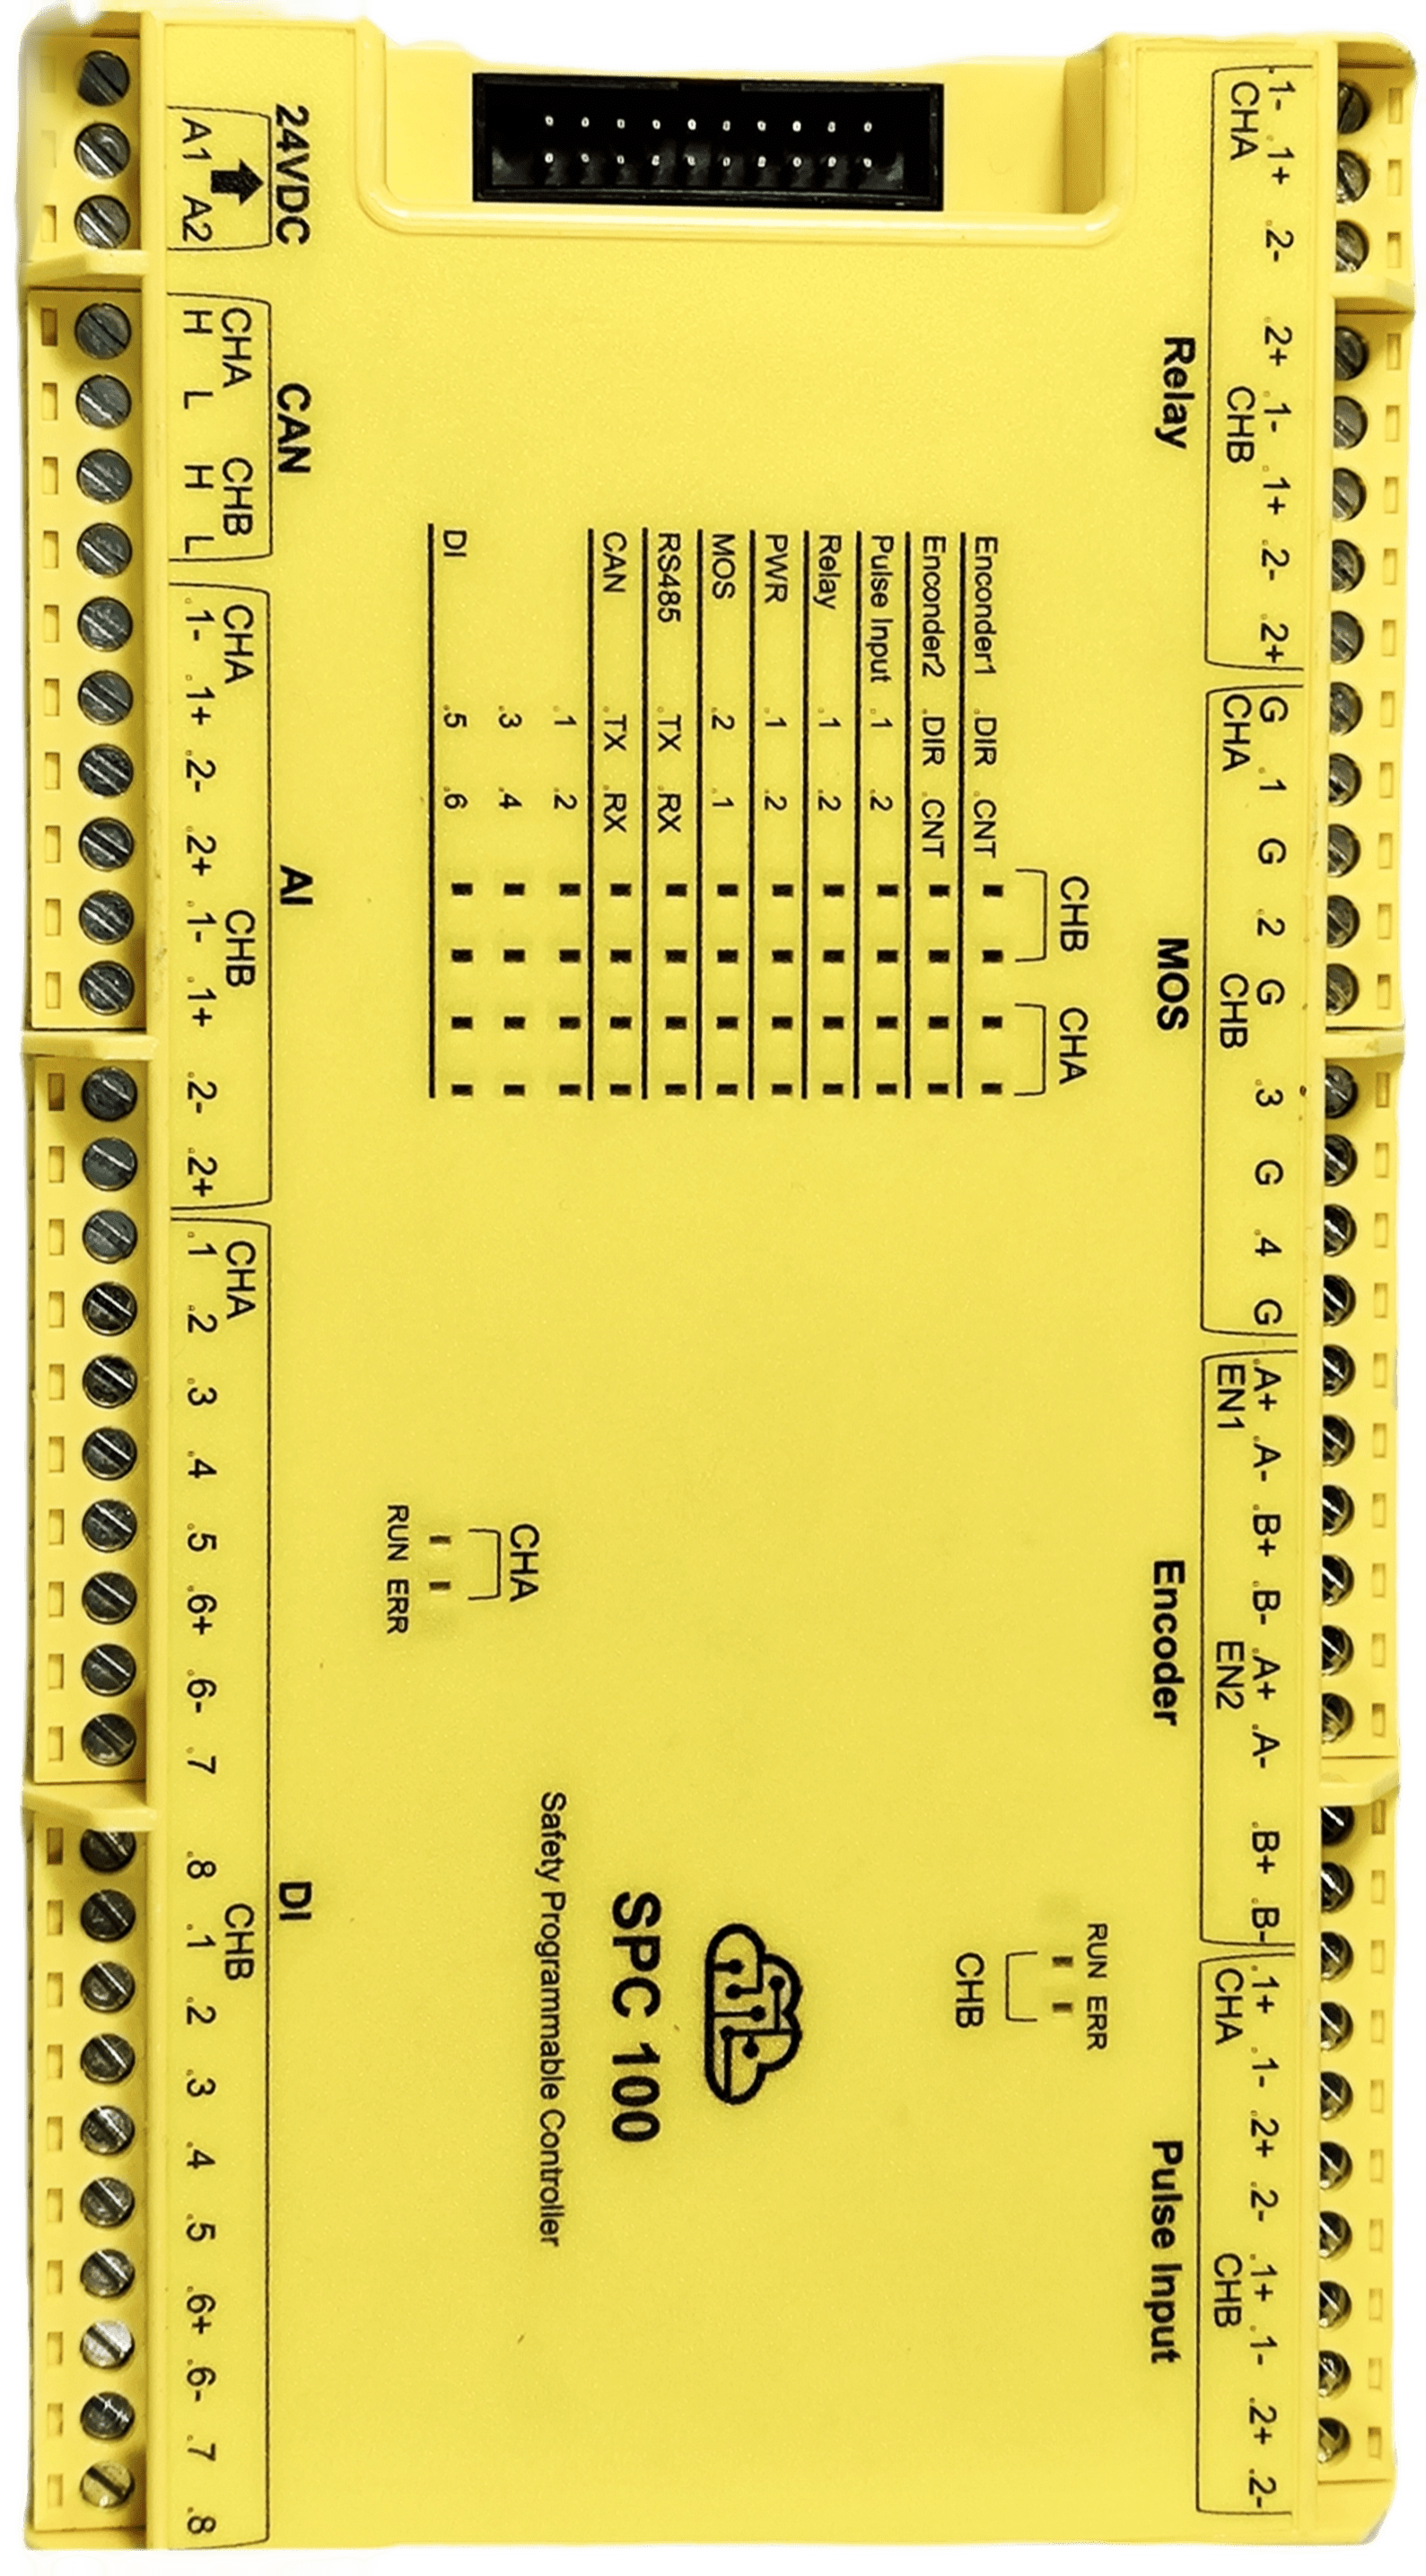 .1- .1+ .2- .2+ .1- .1+ .2- .2+ G .1 G .2 G .3 G .4 G .A+ .A- .B+ .B- .A+ .A- .B+ .B- .1+ .1- .2+ .2- .1+ .1- .2+ .2-
CHA CHB CHA CHB EN1 EN2 CHA CHB
Relay MOS Encoder Pulse Input
CHB CHA
Enconder1 .DIR .CNT
Enconder2 .DIR .CNT
Pulse Input .1 .2
Relay .1 .2
PWR .1 .2
MOS .2 .1
RS485 .TX .RX
CAN .TX .RX
.1 .2
.3 .4
DI .5 .6
RUN ERR
CHB
SPC 100
Safety Programmable Controller
CHA
RUN ERR
24VDC CAN AI DI
CHA CHB CHA CHB CHA CHB
A1 A2 H L H L .1- .1+ .2- .2+ .1- .1+ .2- .2+ .1 .2 .3 .4 .5 .6+ .6- .7 .8 .1 .2 .3 .4 .5 .6+ .6- .7 .8